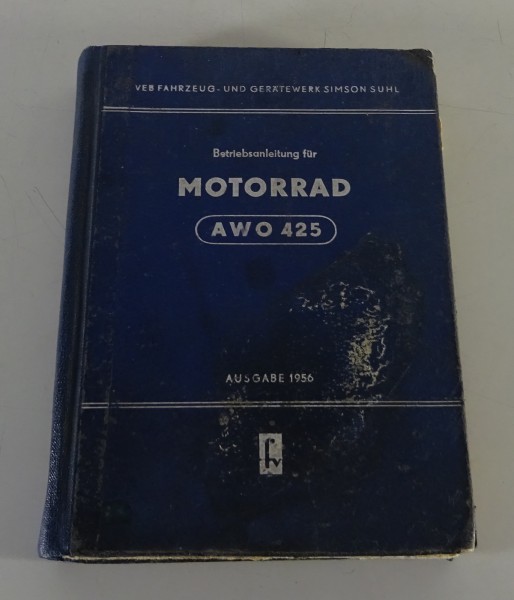 VEB FAHRZEUG- UND GERÄTEWERK SIMSON SUHL
Betriebsanleitung für
MOTORRAD
AWO 425
AUSGABE 1956